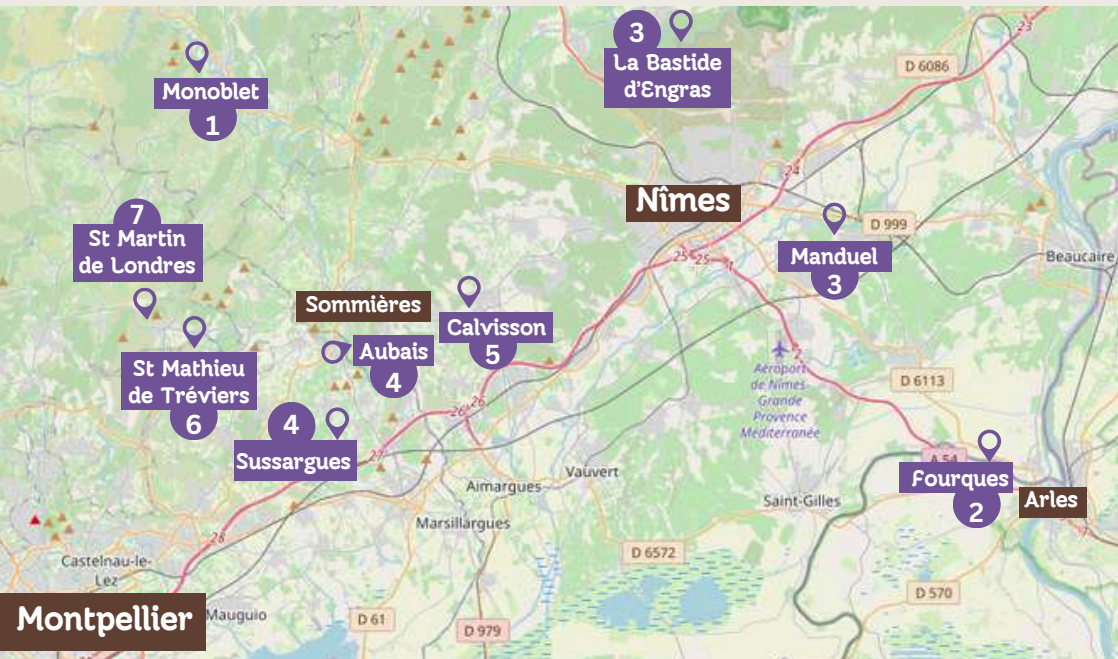 23
3
La Bastide
d'Engras
D 6086
Monoblet
1
24
Nîmes
7
St Martin
de Londres
D 999
Manduel
3
Beaucaire
25
25
1
Sommières
Calvisson
5
Aubais
4
St Mathieu
de Tréviers
6
2
Aéroport
de Nîmes-
Grande
Provence
Méditerranée
D 6113
26
26
4
Sussargues
27
A 54
Fourques
2
Arles
Vauvert
Aimargues
Saint-Gilles
Marsillargues
28
7
Castelnau-le-
Lez
D 6572
D 570
Montpellier
Mauguio
D 61
D 979